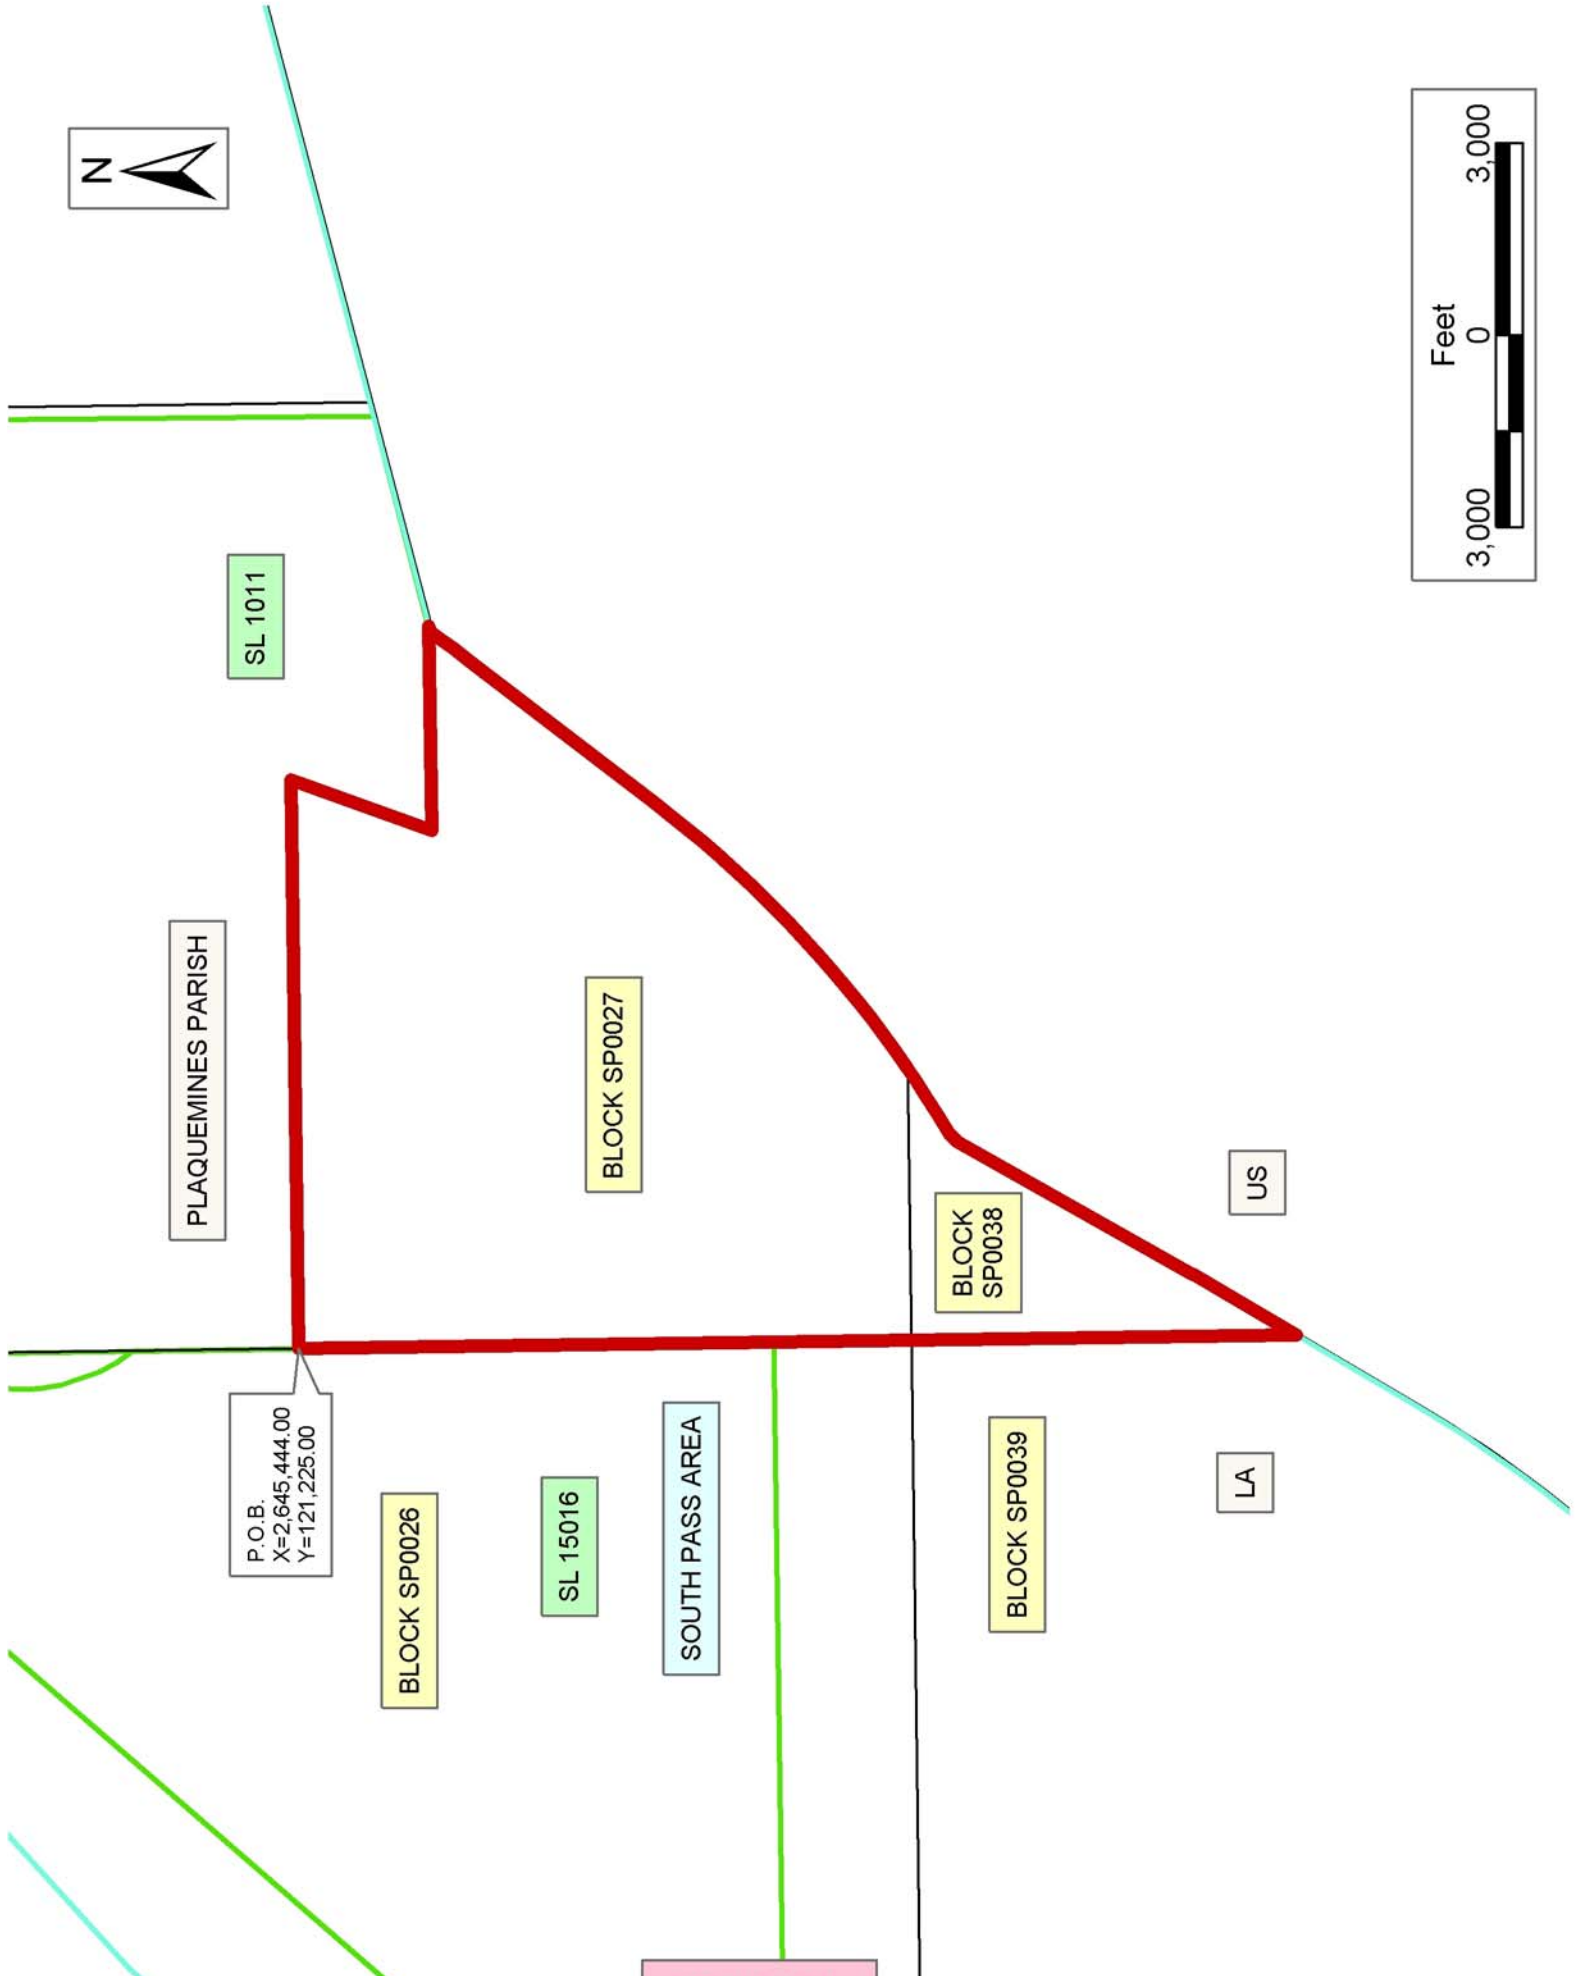 N
SL 1011
PLAQUEMINES PARISH
P.O.B.
X=2,645,444.00
Y=121,225.00
BLOCK SP0027
BLOCK SP0026
SL 15016
SOUTH PASS AREA
BLOCK
SP0038
BLOCK SP0039
US
LA
Feet
3,000 0 3,000